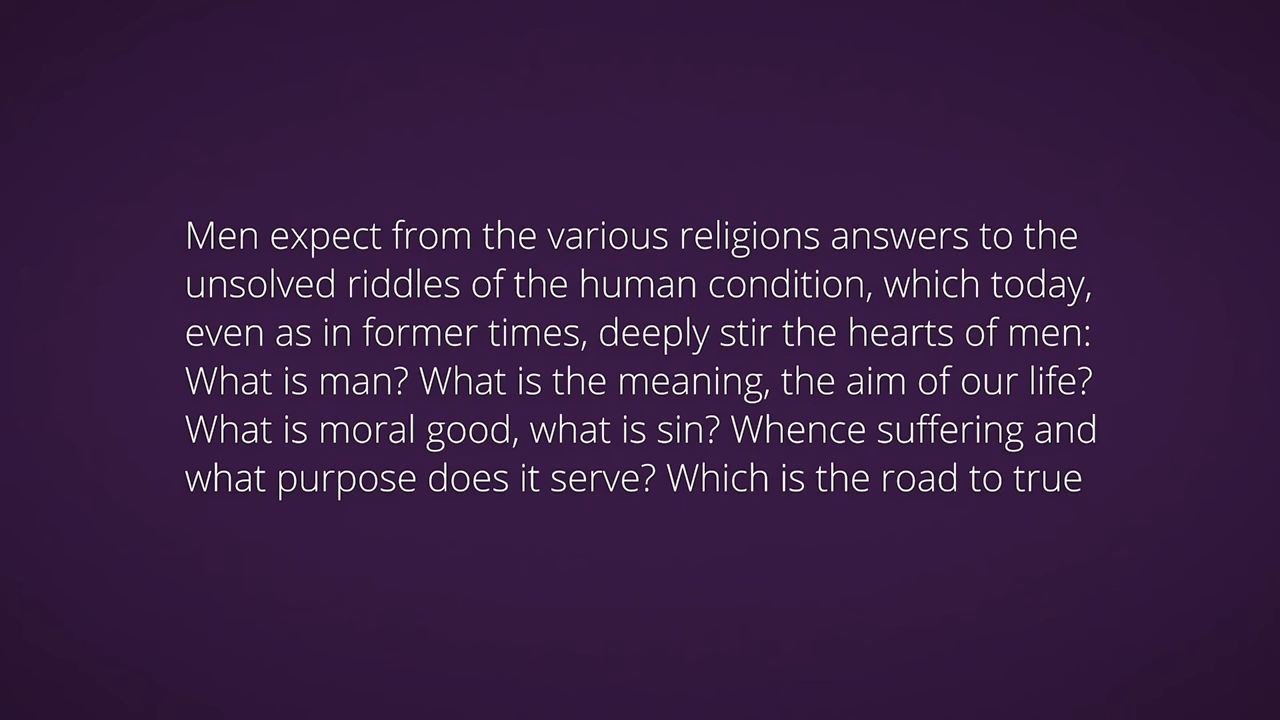 Men expect from the various religions answers to the
unsolved riddles of the human condition, which today,
even as in former times, deeply stir the hearts of men:
What is man? What is the meaning, the aim of our life?
What is moral good, what is sin? Whence suffering and
what purpose does it serve? Which is the road to true